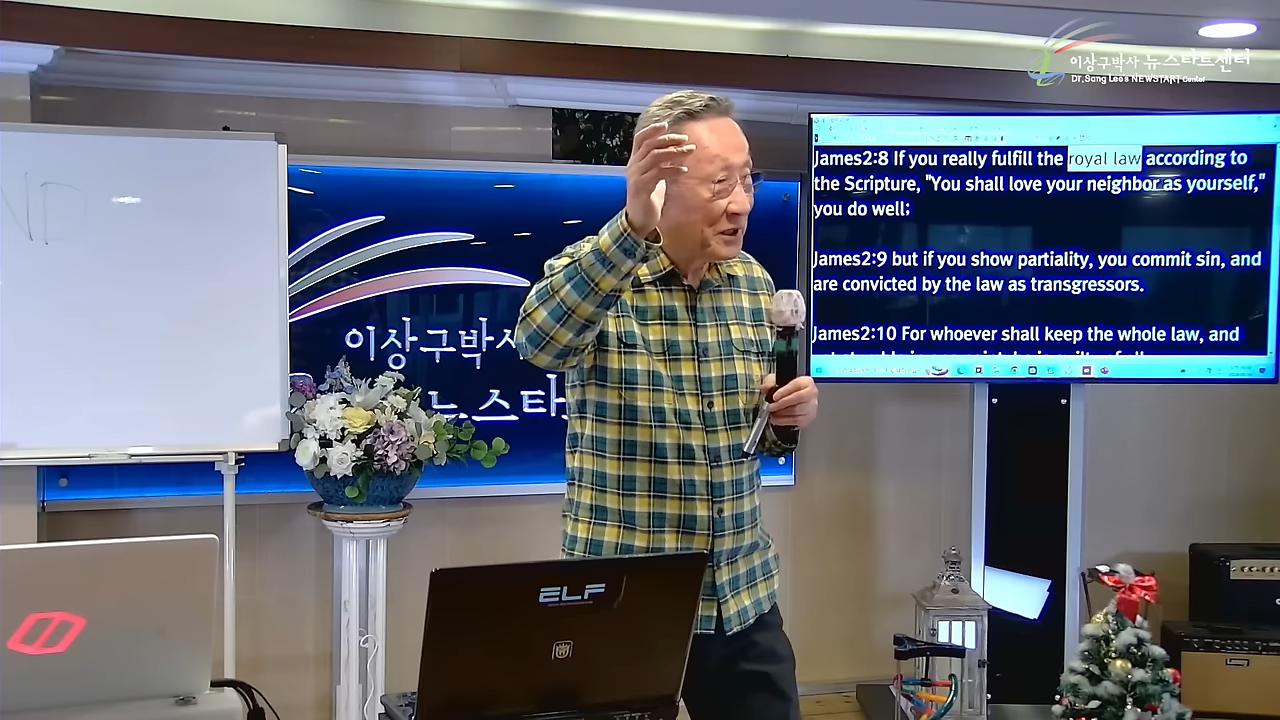 이상구박사 뉴스타트센터
Dr.Sang Lee's NEWSTART Center
ND
James2:8 If you really fulfill the royal law according to
the Scripture, "You shall love your neighbor as yourself,"
you do well;
James2:9 but if you show partiality, you commit sin, and
are convicted by the law as transgressors.
James2:10 For whoever shall keep the whole law, and
이상구박사
뉴스타
ELF